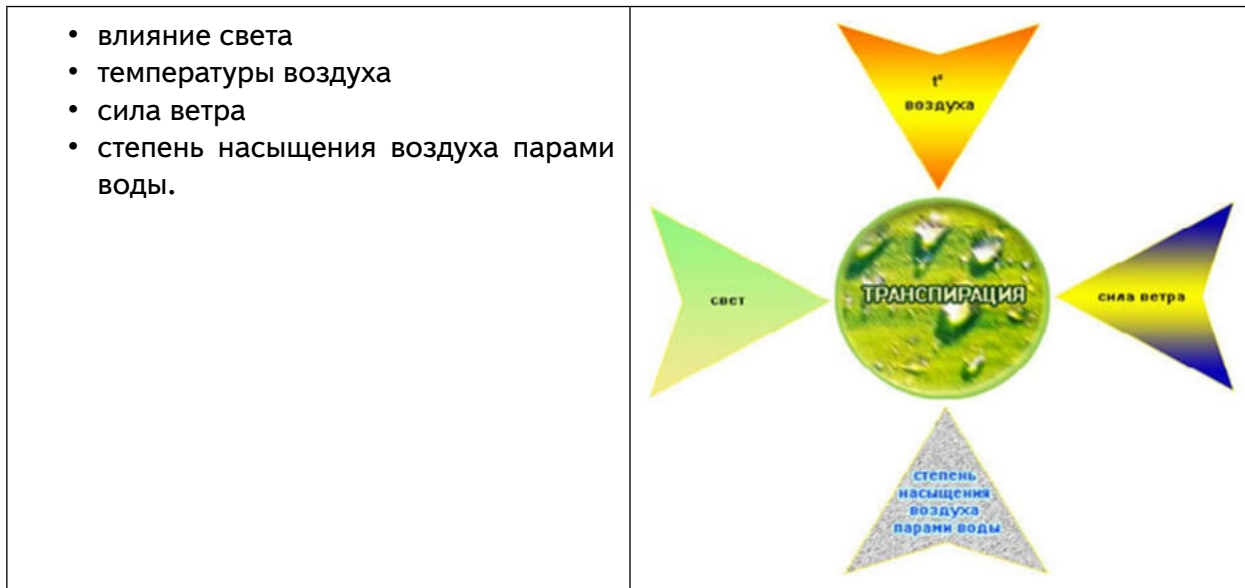 • влияние света
• температуры воздуха
• сила ветра
• степень насыщения воздуха парами
воды.
t°
воздуха
свет
ТРАНСПИРАЦИЯ
сила ветра
степень
насыщения
воздуха
парами воды